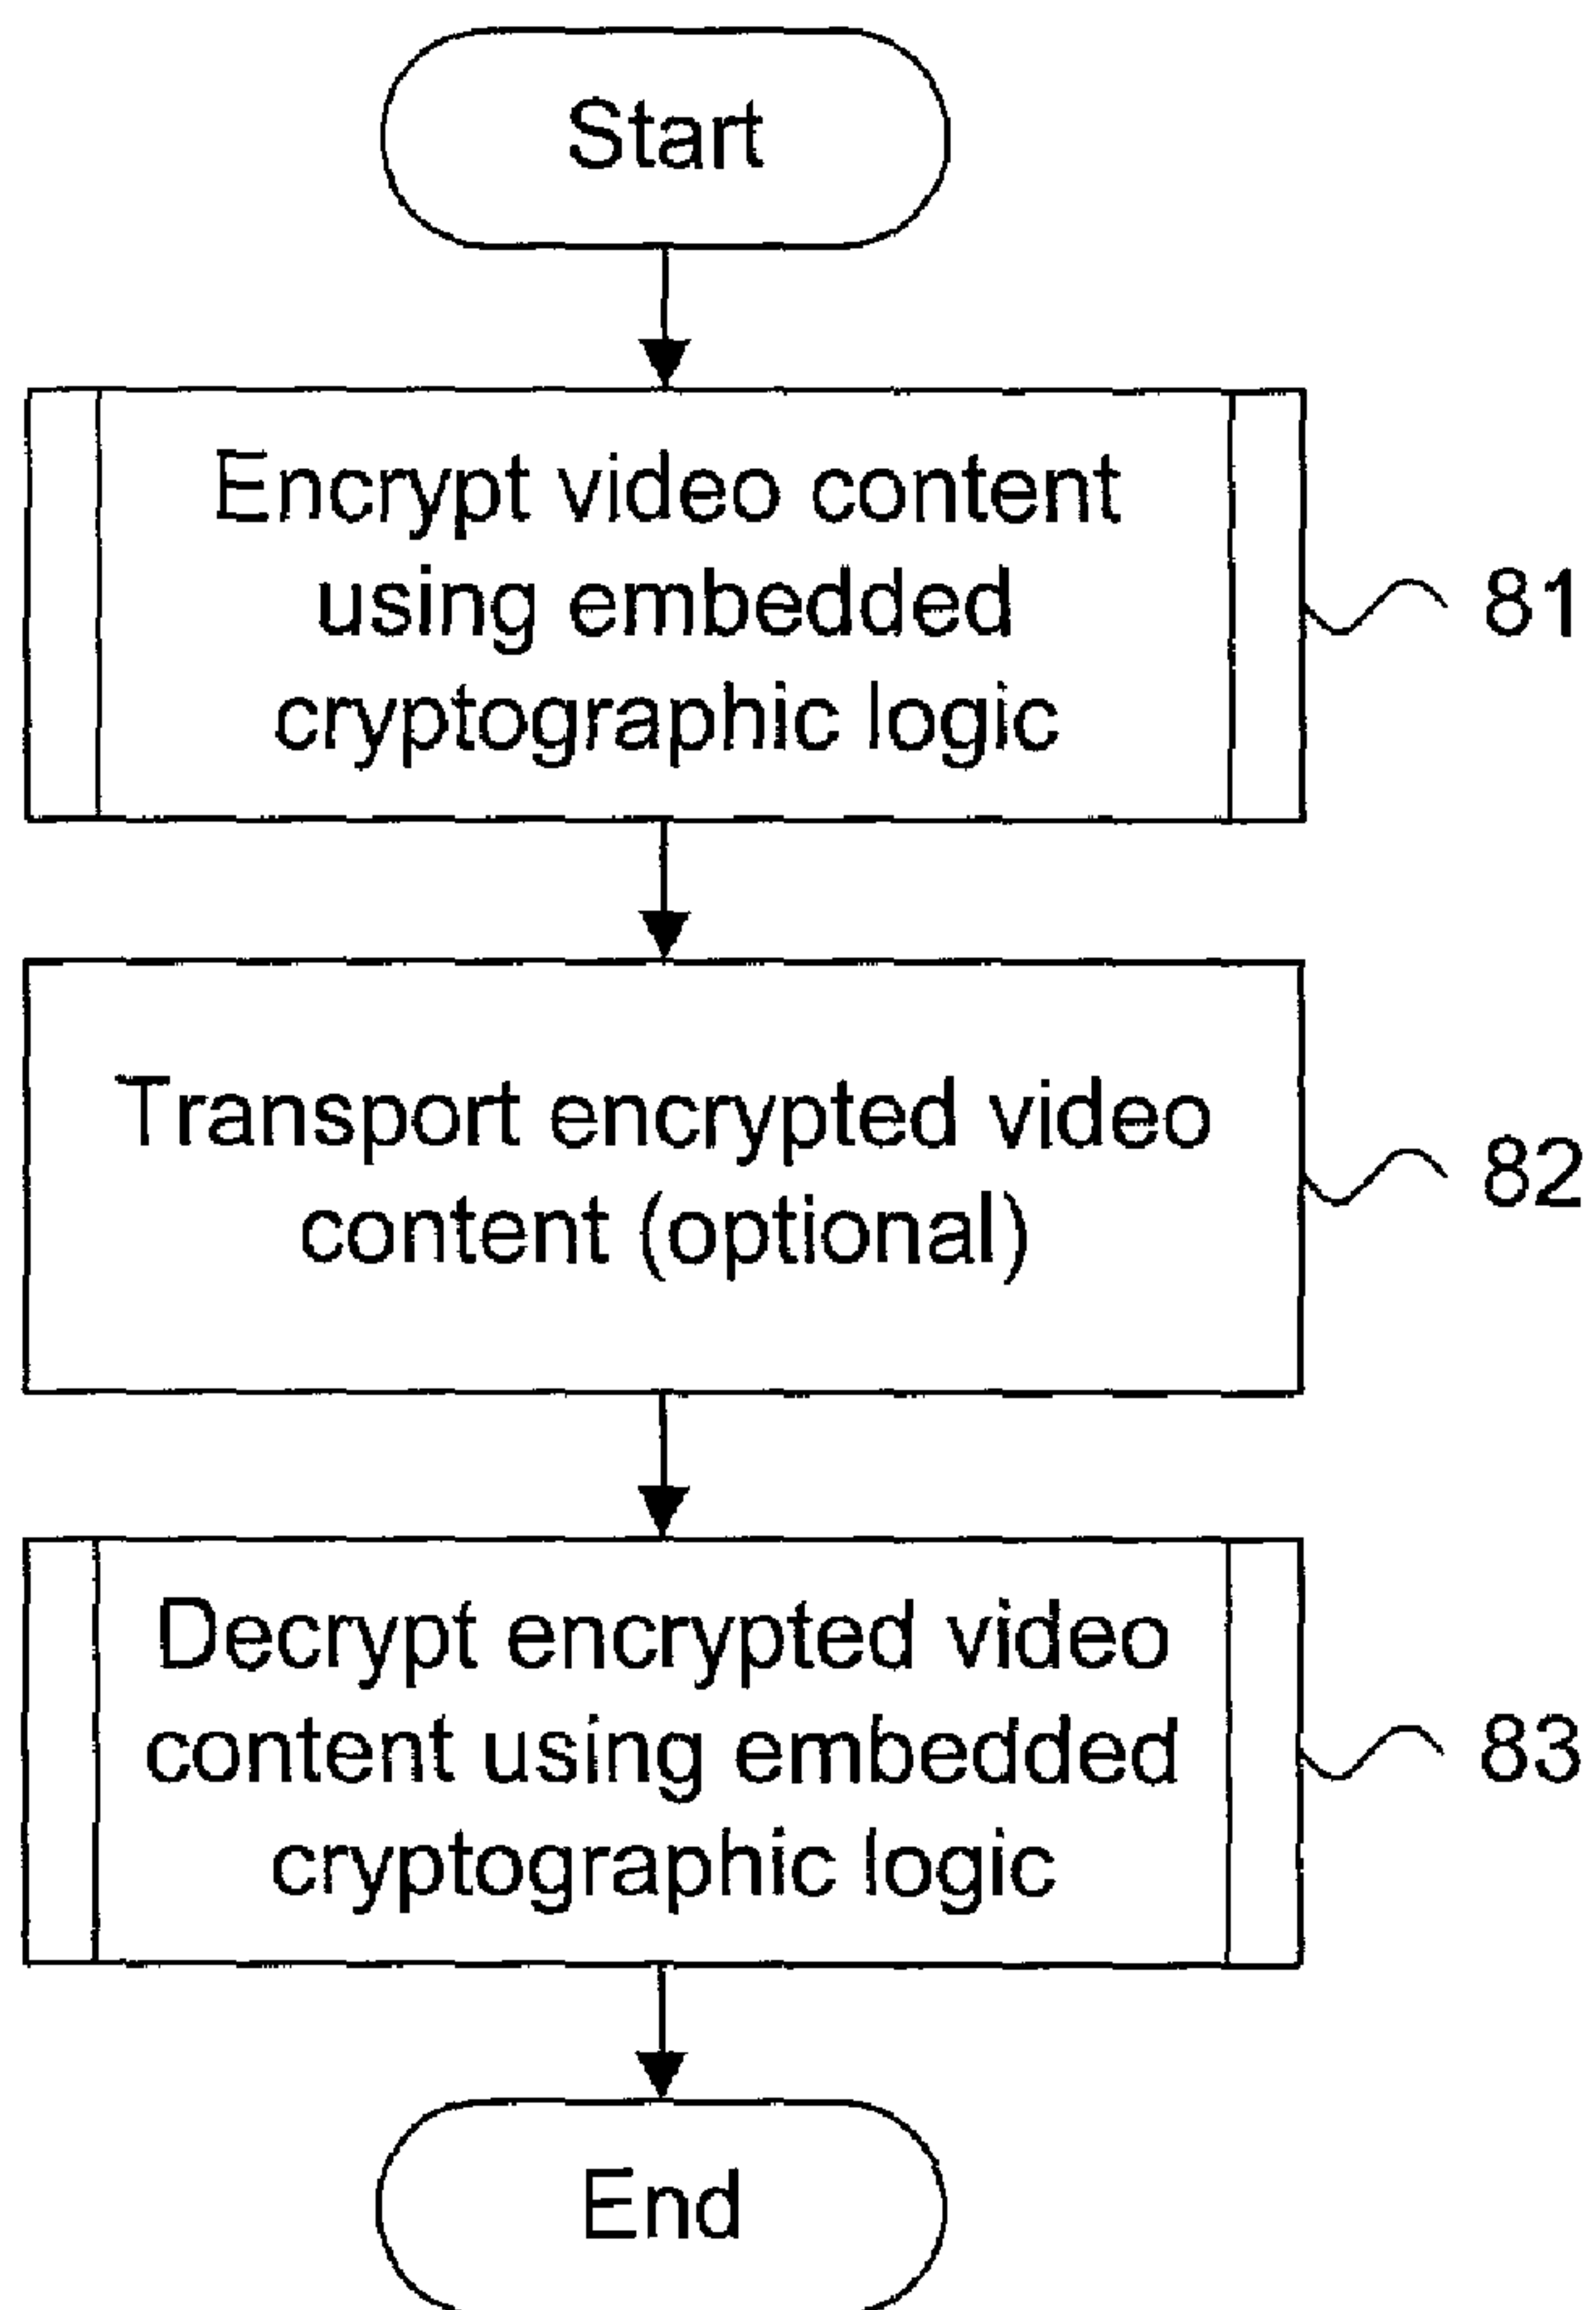 Start
Encrypt video content
using embedded
cryptographic logic
81
Transport encrypted video
content (optional)
82
Decrypt encrypted video
content using embedded
cryptographic logic
83
End